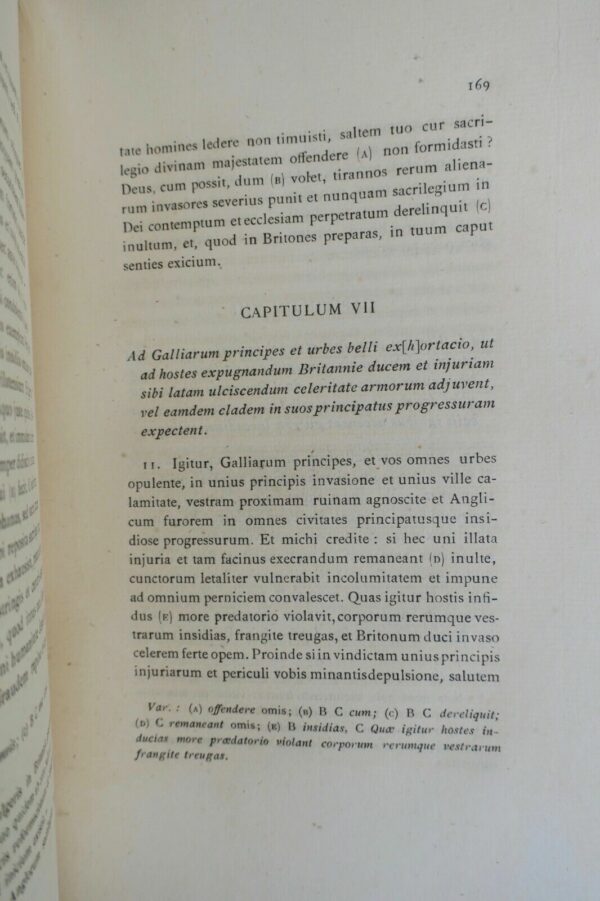 169
tate homines ledere non timuisti, saltem tuo cur sacri-
legio divinam majestatem offendere (A) non formidasti ?
Deus, cum possit, dum (B) volet, tirannos rerum aliena-
rum invasores severius punit et nunquam sacrilegium in
Dei contemptum et ecclesiam perpetratum derelinquit (C)
inultum, et, quod in Britones preparas, in tuum caput
senties exicium.
CAPITULUM VII
Ad Galliarum principes et urbes belli ex[h]ortacio, ut
ad hostes expugnandum Britannie ducem et injuriam
sibi latam ulciscendum celeritate armorum adjuvent,
vel eamdem cladem in suos principatus progressuram
expectent.
11. Igitur, Galliarum principes, et vos omnes urbes
opulente, in unius principis invasione et unius ville ca-
lamitate, vestram proximam ruinam agnoscite et Angli-
cum furorem in omnes civitates principatusque insi-
diose progressurum. Et michi credite : si hec uni illata
injuria et tam facinus execrandum remaneant (D) inulte,
cunctorum letaliter vulnerabit incolumitatem et impune
ad omnium perniciem convalescet. Quas igitur hostis infi-
dus (E) more predatorio violavit, corporum rerumque ves-
trarum insidias, frangite treugas, et Britonum duci invaso
celerem ferte opem. Proinde si in vindictam unius principis
injuriarum et periculi vobis minantis depulsione, salutem
Var. : (A) offendere omis; (B) B C cum; (C) B C dereliquit;
(D) C remaneant omis; (E) B insidias, C Quæ igitur hostes in-
ducias more prædatorio violant corporum rerumque vestrarum
frangite treugas.